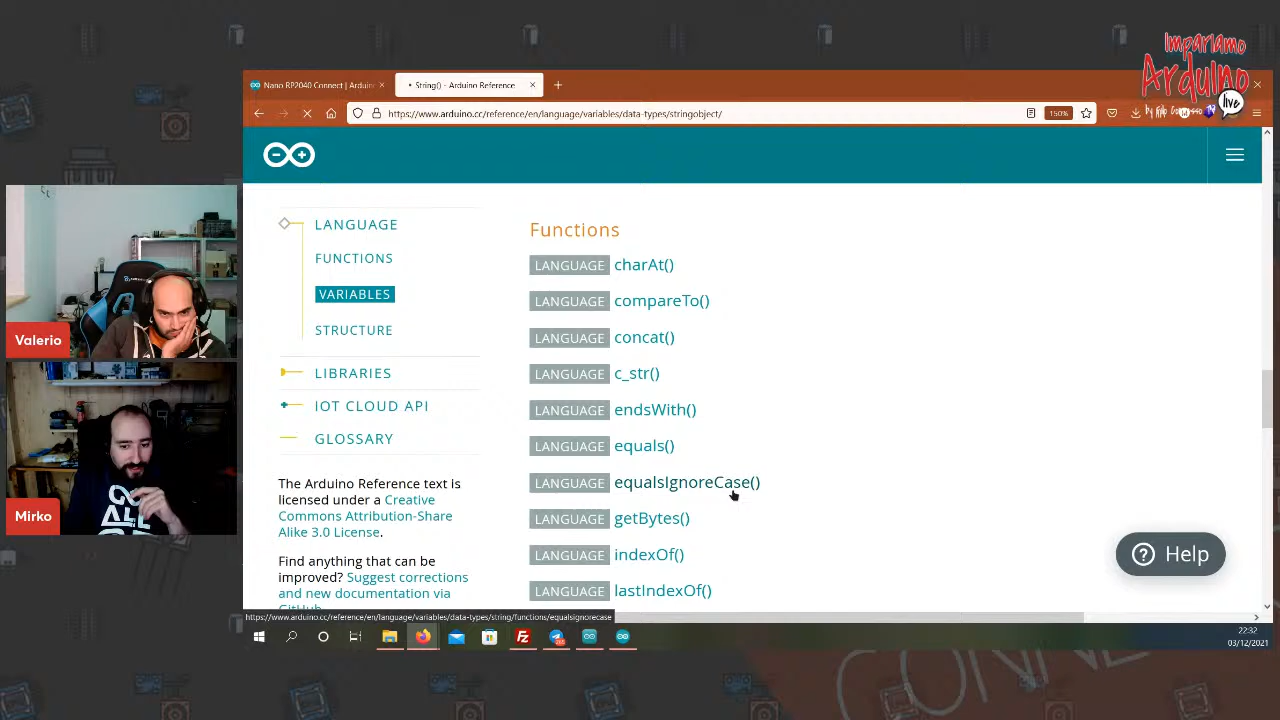 Impariamo
Arduino
live
Nano RP2040 Connect | Arduin
String() - Arduino Reference
https://www.arduino.cc/reference/en/language/variables/data-types/stringobject/
150%
LANGUAGE
FUNCTIONS
VARIABLES
STRUCTURE
LIBRARIES
IOT CLOUD API
GLOSSARY
The Arduino Reference text is
licensed under a Creative
Commons Attribution-Share
Alike 3.0 License.
Find anything that can be
improved? Suggest corrections
and new documentation via
GitHub.
Functions
LANGUAGE charAt()
LANGUAGE compareTo()
LANGUAGE concat()
LANGUAGE c_str()
LANGUAGE endsWith()
LANGUAGE equals()
LANGUAGE equalsIgnoreCase()
LANGUAGE getBytes()
LANGUAGE indexOf()
LANGUAGE lastIndexOf()
Help
https://www.arduino.cc/reference/en/language/variables/data-types/string/functions/equalsignorecase
22:32
03/12/2021
Valerio
Mirko